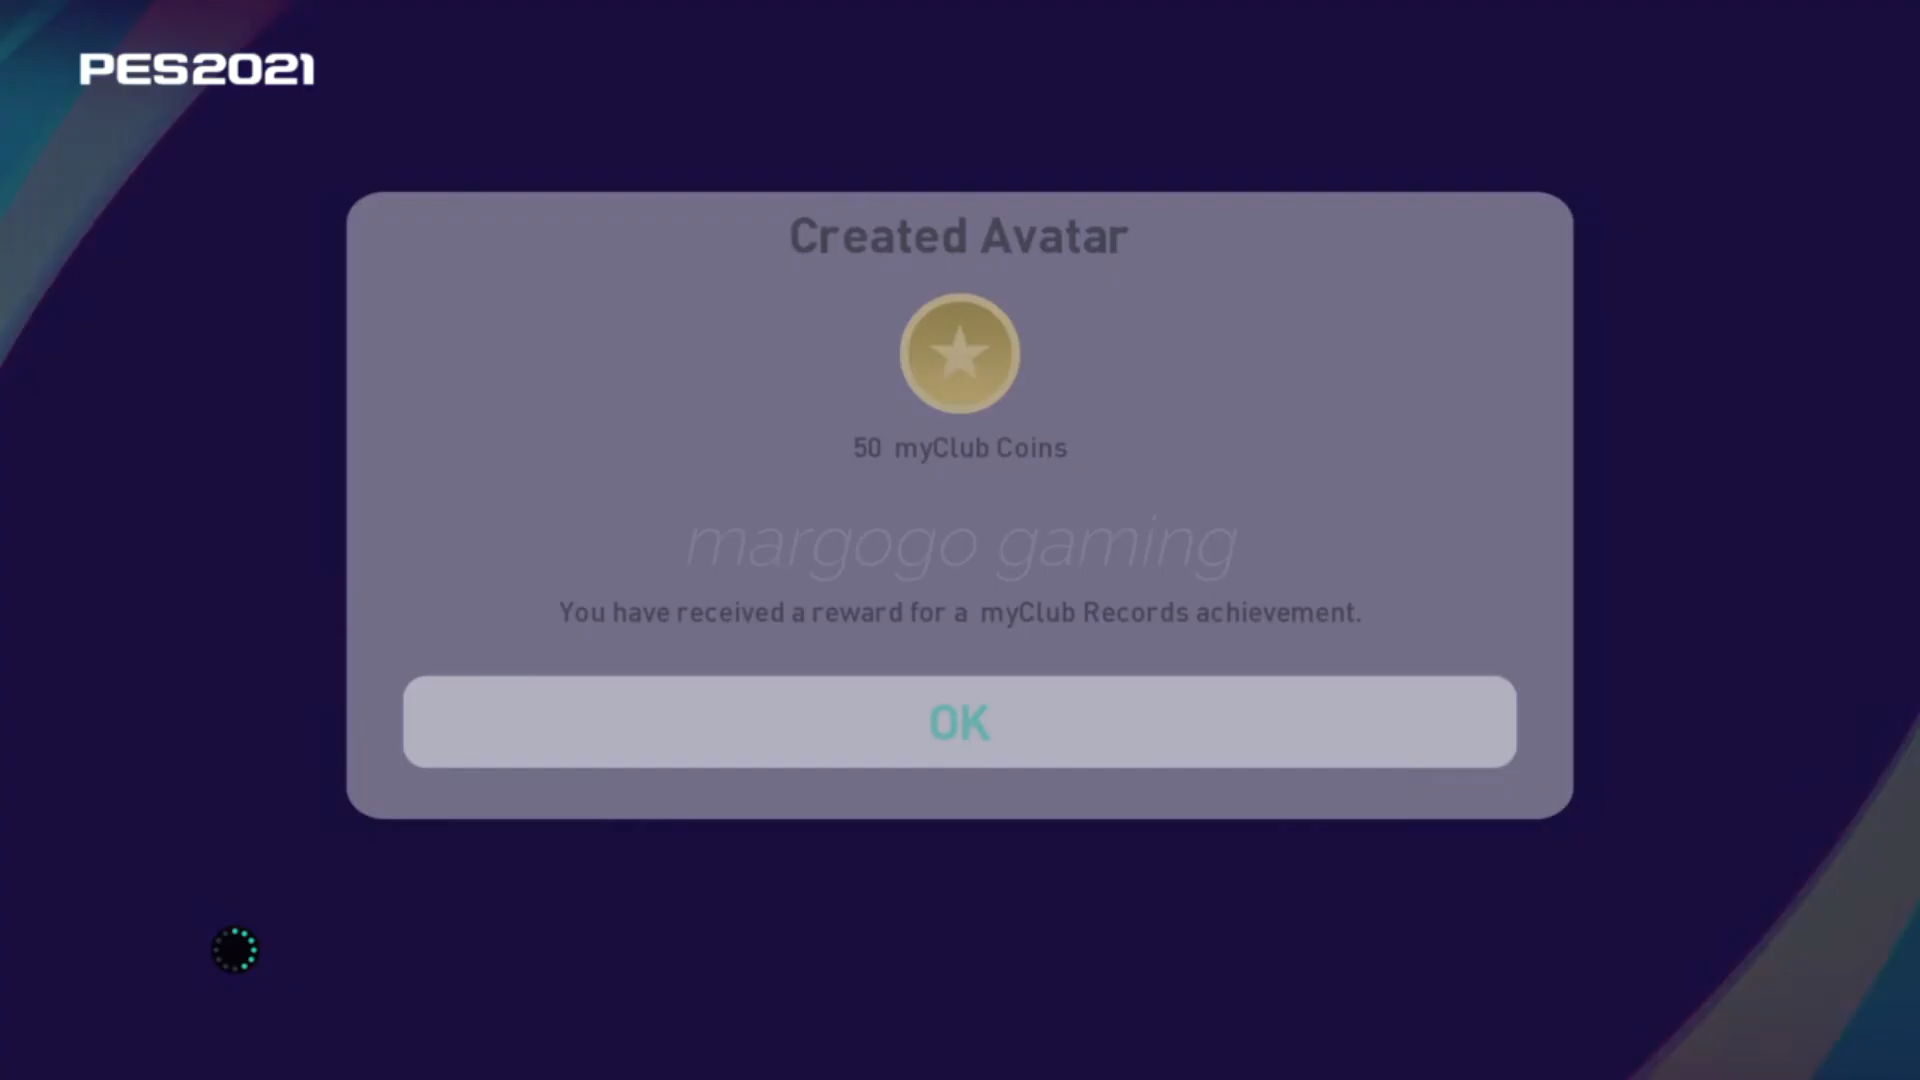 PES2021
Created Avatar
50 myClub Coins
margogo gaming
You have received a reward for a myClub Records achievement.
OK